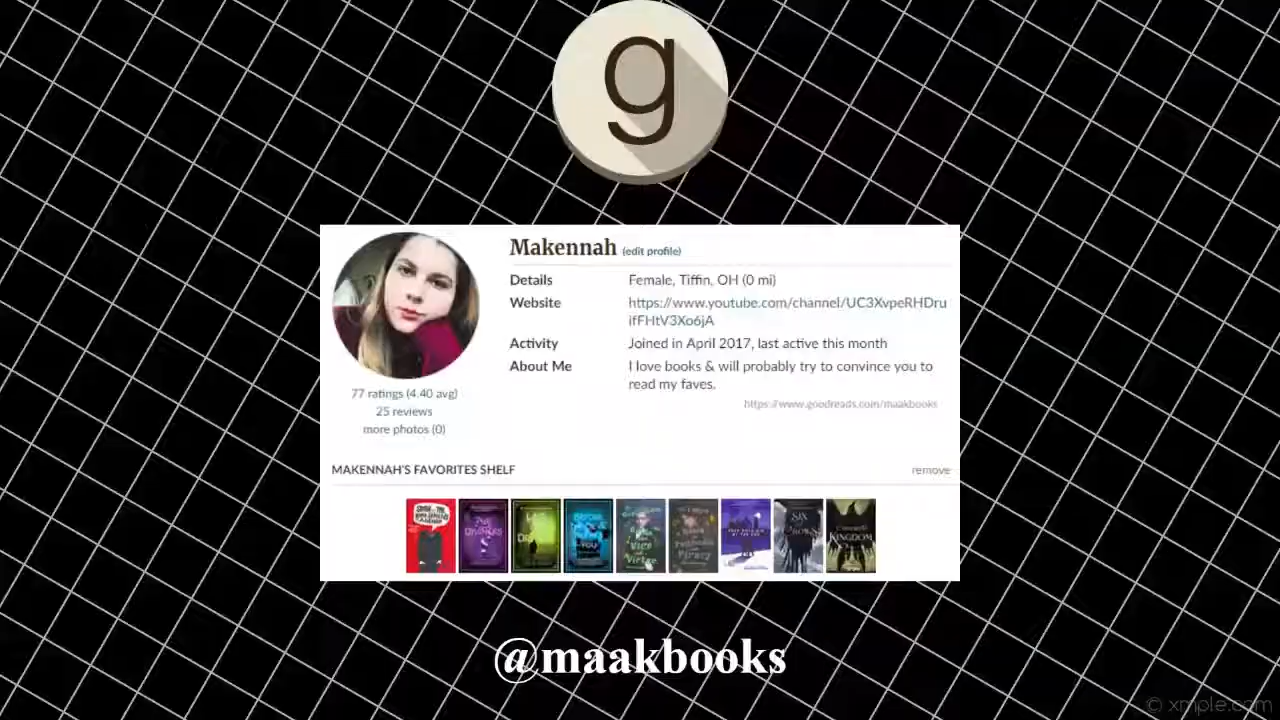 g
Makennah (edit profile)
Details Female, Tiffin, OH (0 mi)
Website https://www.youtube.com/channel/UC3XvpeRHDru
ifFHtV3Xo6jA
Activity Joined in April 2017, last active this month
About Me I love books & will probably try to convince you to
read my faves.
https://www.goodreads.com/maakbooks
77 ratings (4.40 avg)
25 reviews
more photos (0)
MAKENNAH'S FAVORITES SHELF remove
SIX
KINGDOM
@maakbooks
© xmple.com